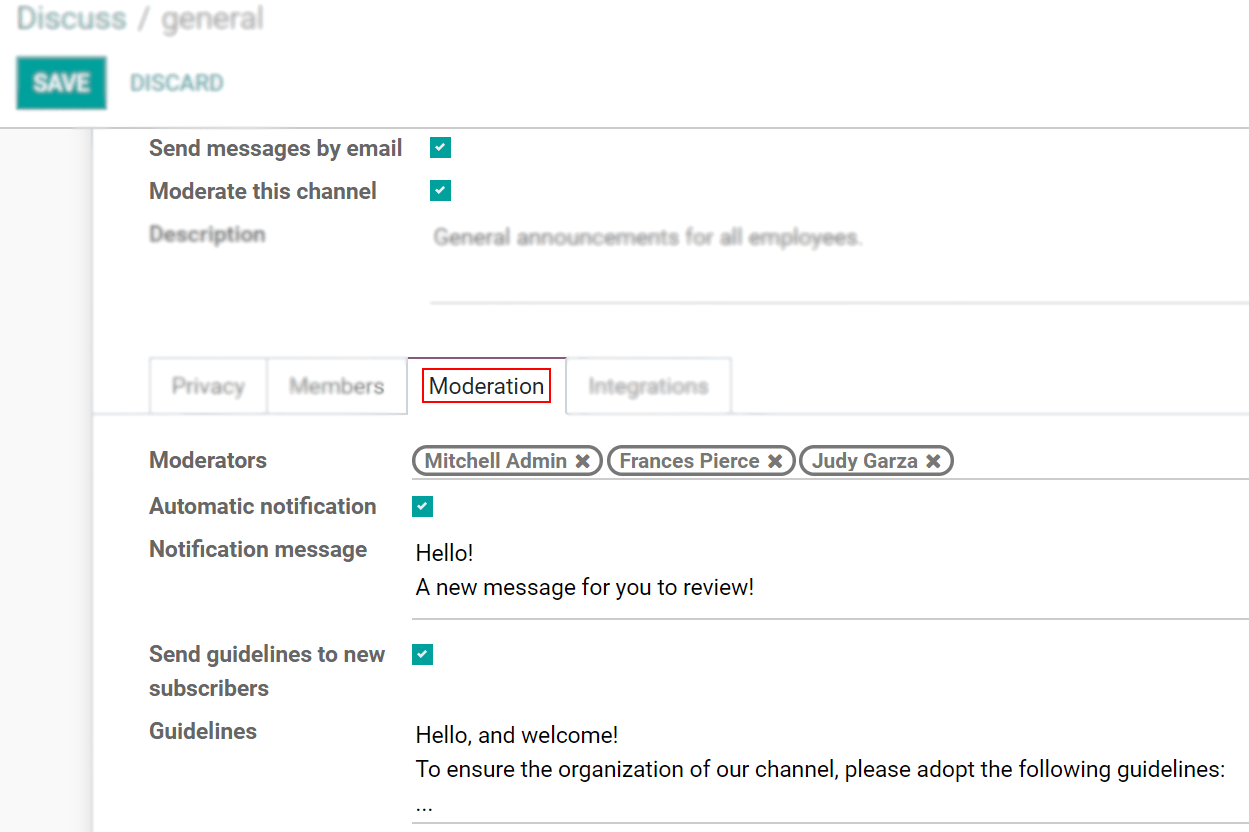 Discuss / general
SAVE DISCARD
Send messages by email
Moderate this channel
Description General announcements for all employees.
Privacy Members Moderation Integrations
Moderators Mitchell Admin ✖ Frances Pierce ✖ Judy Garza ✖
Automatic notification
Notification message Hello!
A new message for you to review!
Send guidelines to new
subscribers
Guidelines Hello, and welcome!
To ensure the organization of our channel, please adopt the following guidelines:
...